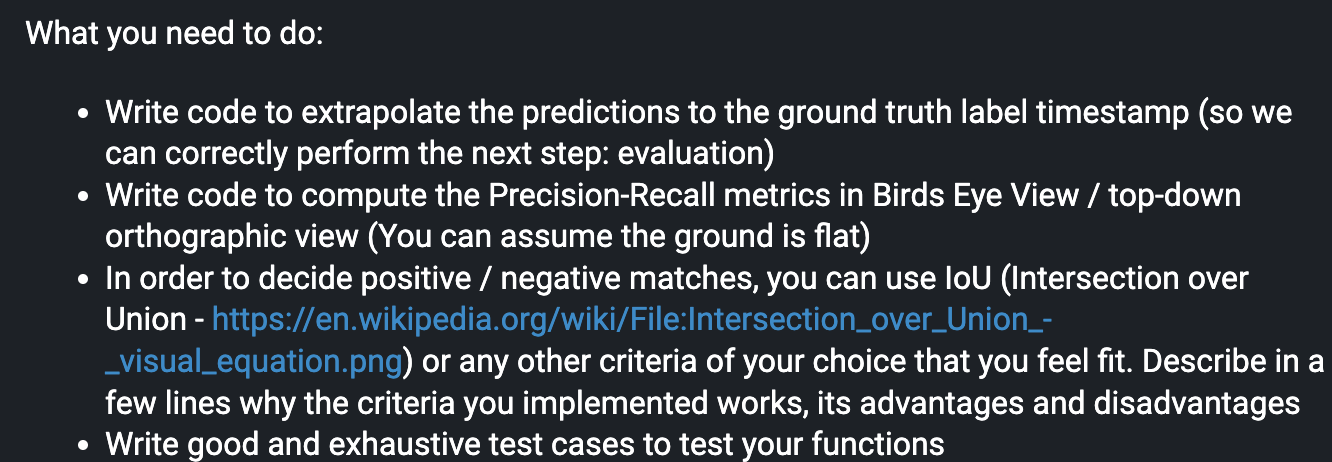 What you need to do:
• Write code to extrapolate the predictions to the ground truth label timestamp (so we
can correctly perform the next step: evaluation)
• Write code to compute the Precision-Recall metrics in Birds Eye View / top-down
orthographic view (You can assume the ground is flat)
• In order to decide positive / negative matches, you can use IoU (Intersection over
Union - https://en.wikipedia.org/wiki/File:Intersection_over_Union_-
_visual_equation.png) or any other criteria of your choice that you feel fit. Describe in a
few lines why the criteria you implemented works, its advantages and disadvantages
• Write good and exhaustive test cases to test your functions